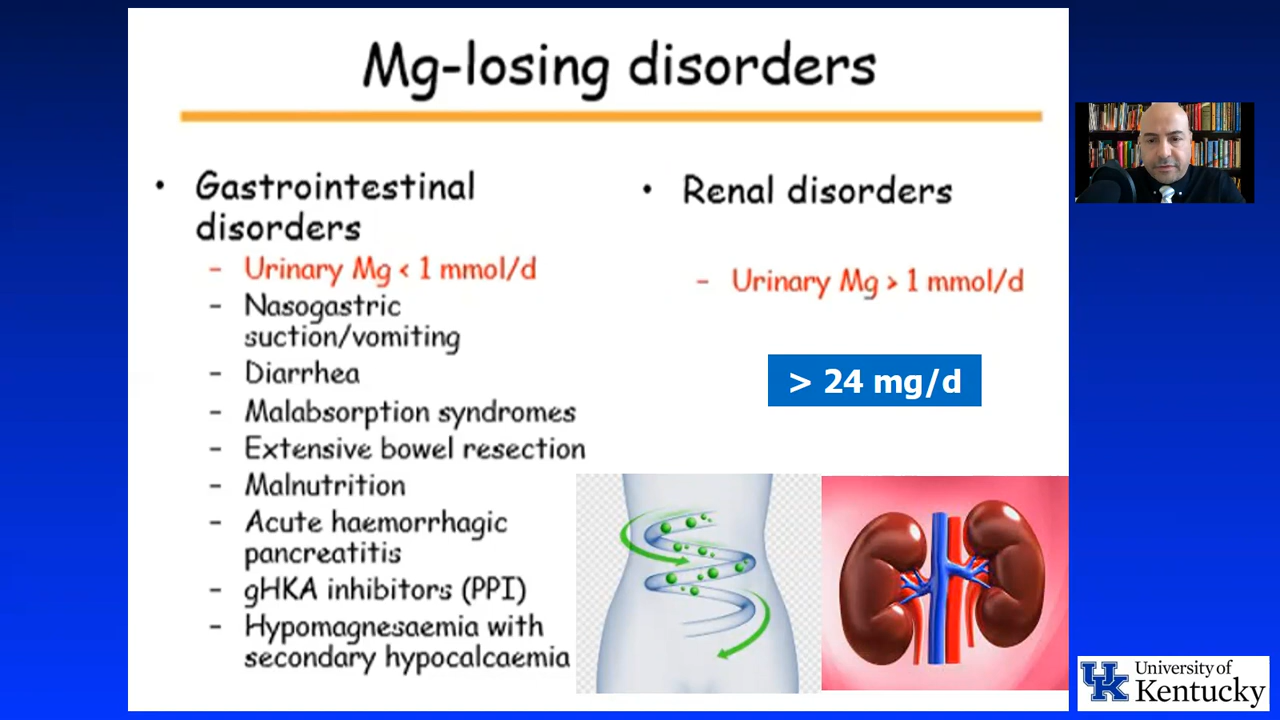 Mg-losing disorders
• Gastrointestinal
disorders
– Urinary Mg < 1 mmol/d
– Nasogastric
suction/vomiting
– Diarrhea
– Malabsorption syndromes
– Extensive bowel resection
– Malnutrition
– Acute haemorrhagic
pancreatitis
– gHKA inhibitors (PPI)
– Hypomagnesaemia with
secondary hypocalcaemia
• Renal disorders
– Urinary Mg > 1 mmol/d
> 24 mg/d
UK University of
Kentucky